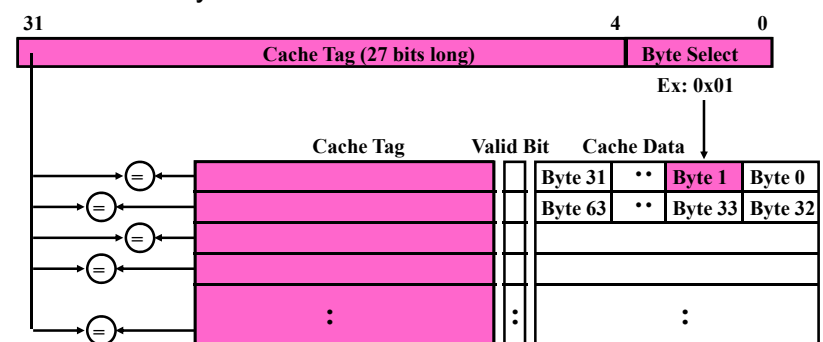 31 4 0
Cache Tag (27 bits long) Byte Select
Ex: 0x01
Cache Tag Valid Bit Cache Data
= Byte 31 ·· Byte 1 Byte 0
= Byte 63 ·· Byte 33 Byte 32
=
=
: : :
=